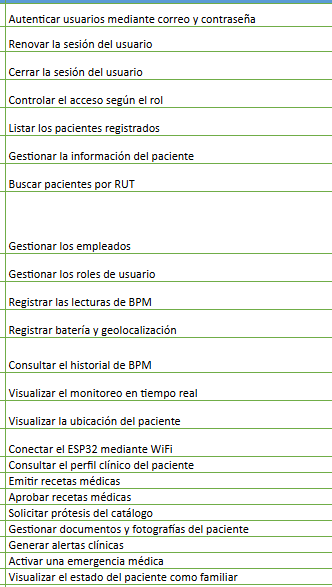 Autenticar usuarios mediante correo y contraseña
Renovar la sesión del usuario
Cerrar la sesión del usuario
Controlar el acceso según el rol
Listar los pacientes registrados
Gestionar la información del paciente
Buscar pacientes por RUT
Gestionar los empleados
Gestionar los roles de usuario
Registrar las lecturas de BPM
Registrar batería y geolocalización
Consultar el historial de BPM
Visualizar el monitoreo en tiempo real
Visualizar la ubicación del paciente
Conectar el ESP32 mediante WiFi
Consultar el perfil clínico del paciente
Emitir recetas médicas
Aprobar recetas médicas
Solicitar prótesis del catálogo
Gestionar documentos y fotografías del paciente
Generar alertas clínicas
Activar una emergencia médica
Visualizar el estado del paciente como familiar